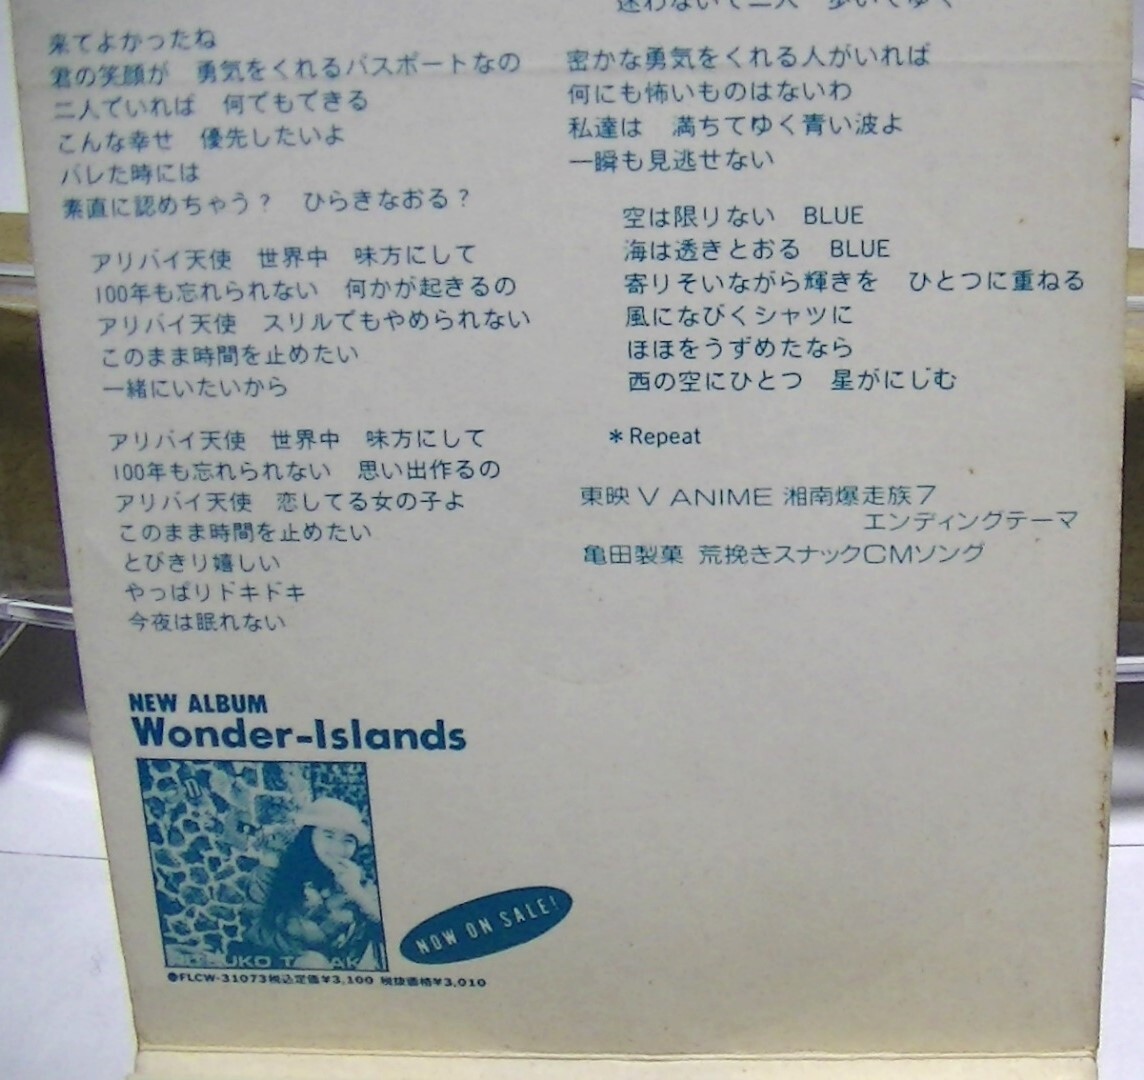 来てよかったね
君の笑顔が　勇気をくれるパスポートなの
二人でいれば　何でもできる
こんな幸せ　優先したいよ
バレた時には
素直に認めちゃう？　ひらきなおる？
アリバイ天使　世界中　味方にして
100年も忘れられない　何かが起きるの
アリバイ天使　スリルでもやめられない
このまま時間を止めたい
一緒にいたいから
アリバイ天使　世界中　味方にして
100年も忘れられない　思い出作るの
アリバイ天使　恋してる女の子よ
このまま時間を止めたい
とびきり嬉しい
やっぱりドキドキ
今夜は眠れない
迷わないで二人　歩いてゆく
密かな勇気をくれる人がいれば
何にも怖いものはないわ
私達は　満ちてゆく青い波よ
一瞬も見逃せない
空は限りない　BLUE
海は透きとおる　BLUE
寄りそいながら輝きを　ひとつに重ねる
風になびくシャツに
ほほをうずめたなら
西の空にひとつ　星がにじむ
＊Repeat
東映 V ANIME 湘南爆走族7
エンディングテーマ
亀田製菓 荒挽きスナックCMソング
NEW ALBUM
Wonder-Islands
NOW ON SALE!
●FLCW-31073税込定価¥3,100 税抜価格¥3,010